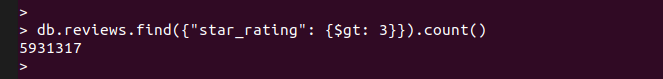 >
> db.reviews.find({"star_rating": {$gt: 3}}).count()
5931317
>